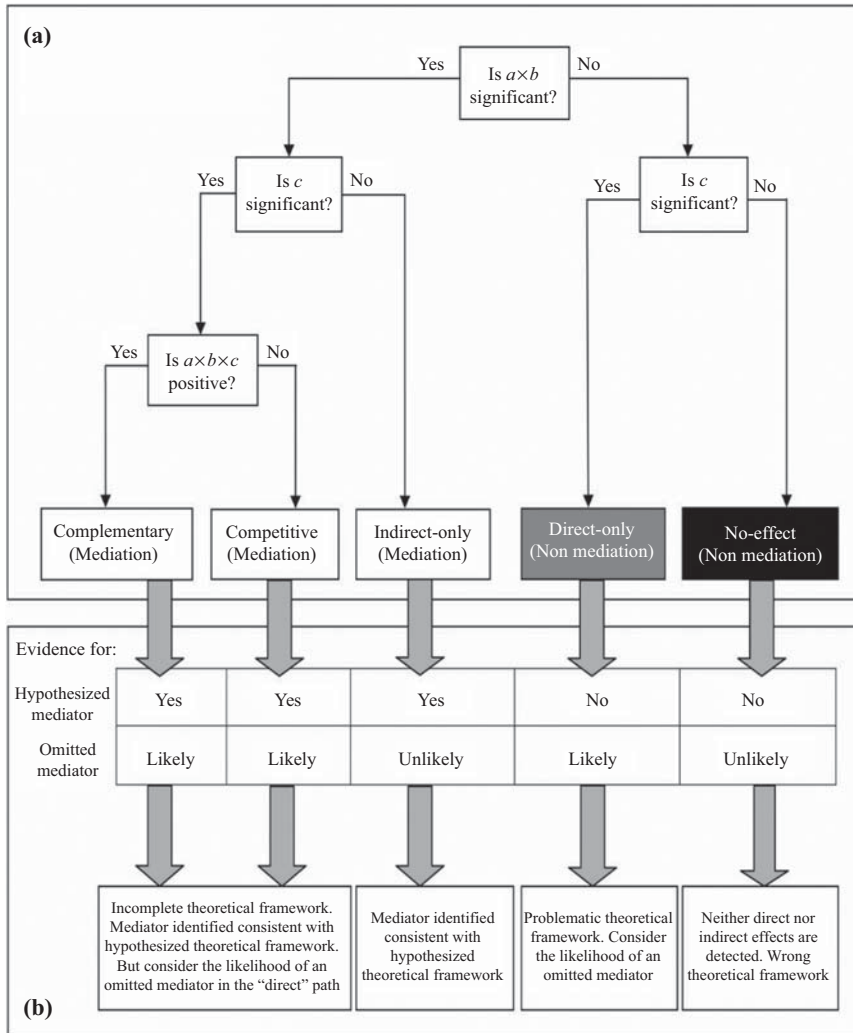 (a)
Yes
Is a×b
significant?
No
Yes
Is c
significant?
No
Yes
Is c
significant?
No
Yes
Is a×b×c
positive?
No
Complementary
(Mediation)
Competitive
(Mediation)
Indirect-only
(Mediation)
Direct-only
(Non mediation)
No-effect
(Non mediation)
Evidence for:
Hypothesized
mediator
Yes
Yes
Yes
No
No
Omitted
mediator
Likely
Likely
Unlikely
Likely
Unlikely
Incomplete theoretical framework.
Mediator identified consistent with
hypothesized theoretical framework.
But consider the likelihood of an
omitted mediator in the “direct” path
Mediator identified
consistent with
hypothesized
theoretical framework
Problematic theoretical
framework. Consider
the likelihood of an
omitted mediator
Neither direct nor
indirect effects are
detected. Wrong
theoretical framework
(b)